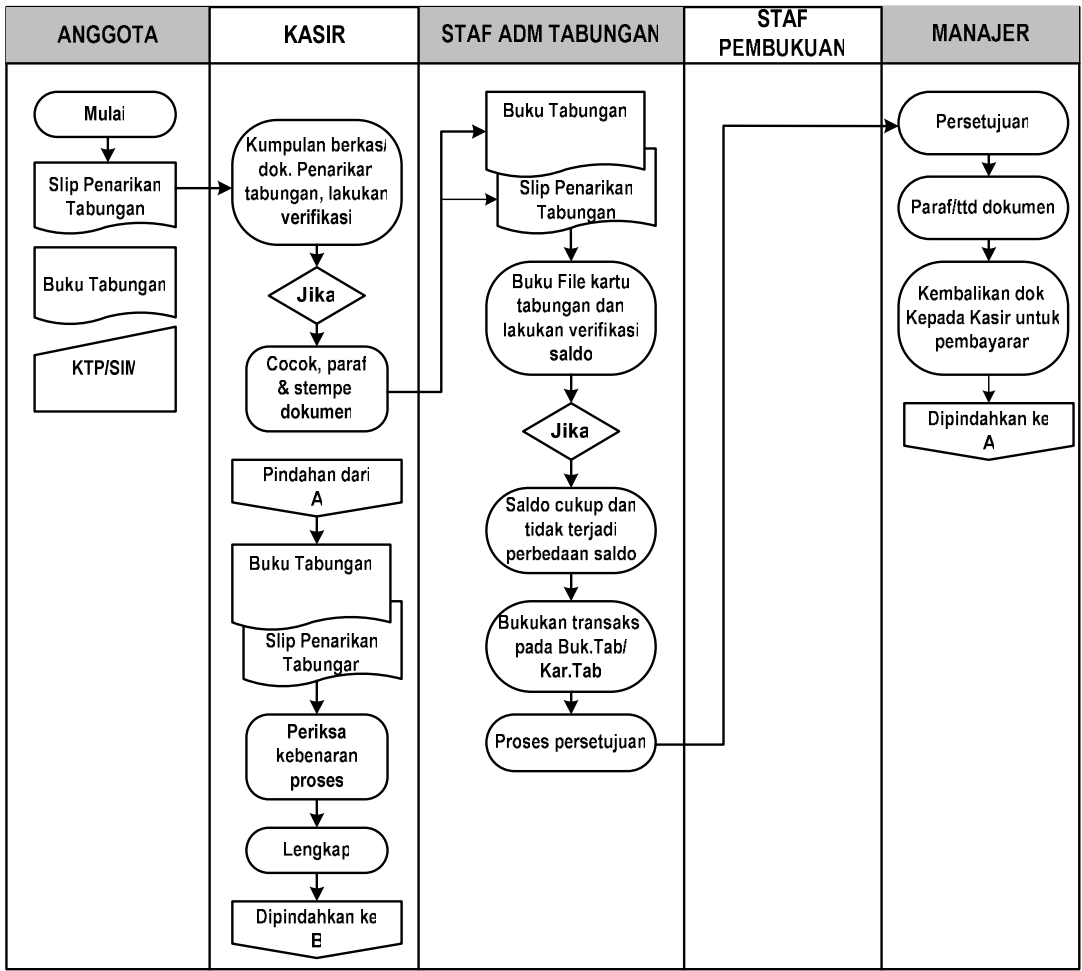 ANGGOTA
KASIR
STAF ADM TABUNGAN
STAF
PEMBUKUAN
MANAJER
Mulai
Slip Penarikan
Tabungan
Buku Tabungan
KTP/SIM
Kumpulan berkas/
dok. Penarikan
tabungan, lakukan
verifikasi
Jika
Cocok, paraf
& stempe
dokumen
Pindahan dari
A
Buku Tabungan
Slip Penarikan
Tabungar
Periksa
kebenaran
proses
Lengkap
Dipindahkan ke
B
Buku Tabungan
Slip Penarikan
Tabungan
Buku File kartu
tabungan dan
lakukan verifikasi
saldo
Jika
Saldo cukup dan
tidak terjadi
perbedaan saldo
Bukukan transaks
pada Buk.Tab/
Kar.Tab
Proses persetujuan
Persetujuan
Paraf/ttd dokumen
Kembalikan dok
Kepada Kasir untuk
pembayaran
Dipindahkan ke
A